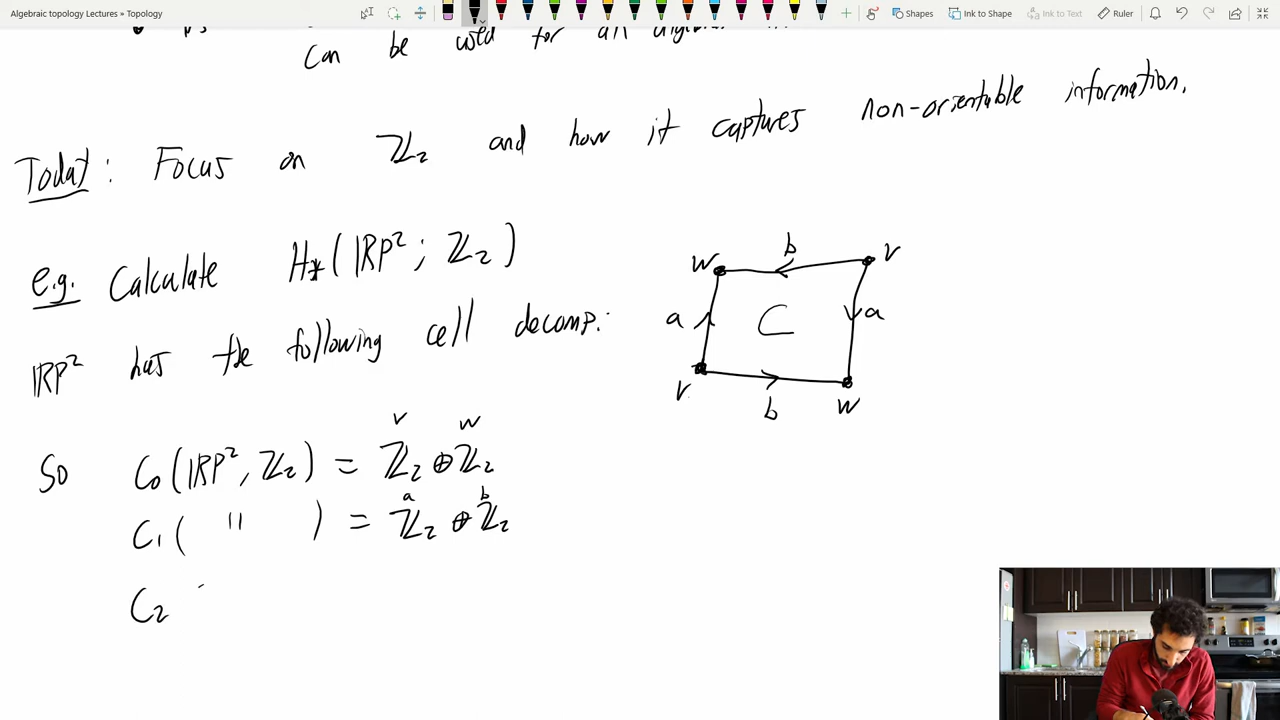 Algebraic topology Lectures » Topology
Shapes Ink to Shape Ink to Text Ruler
Can be used for an
Today: Focus on ℤ₂ and how it captures non-orientable information.
e.g. Calculate H_*(ℝP²; ℤ₂)
ℝP² has the following cell decomp:
w b v
a C a
v b w
v w
So C₀(ℝP², ℤ₂) = ℤ₂ ⊕ ℤ₂
a b
C₁( " ) = ℤ₂ ⊕ ℤ₂
C₂